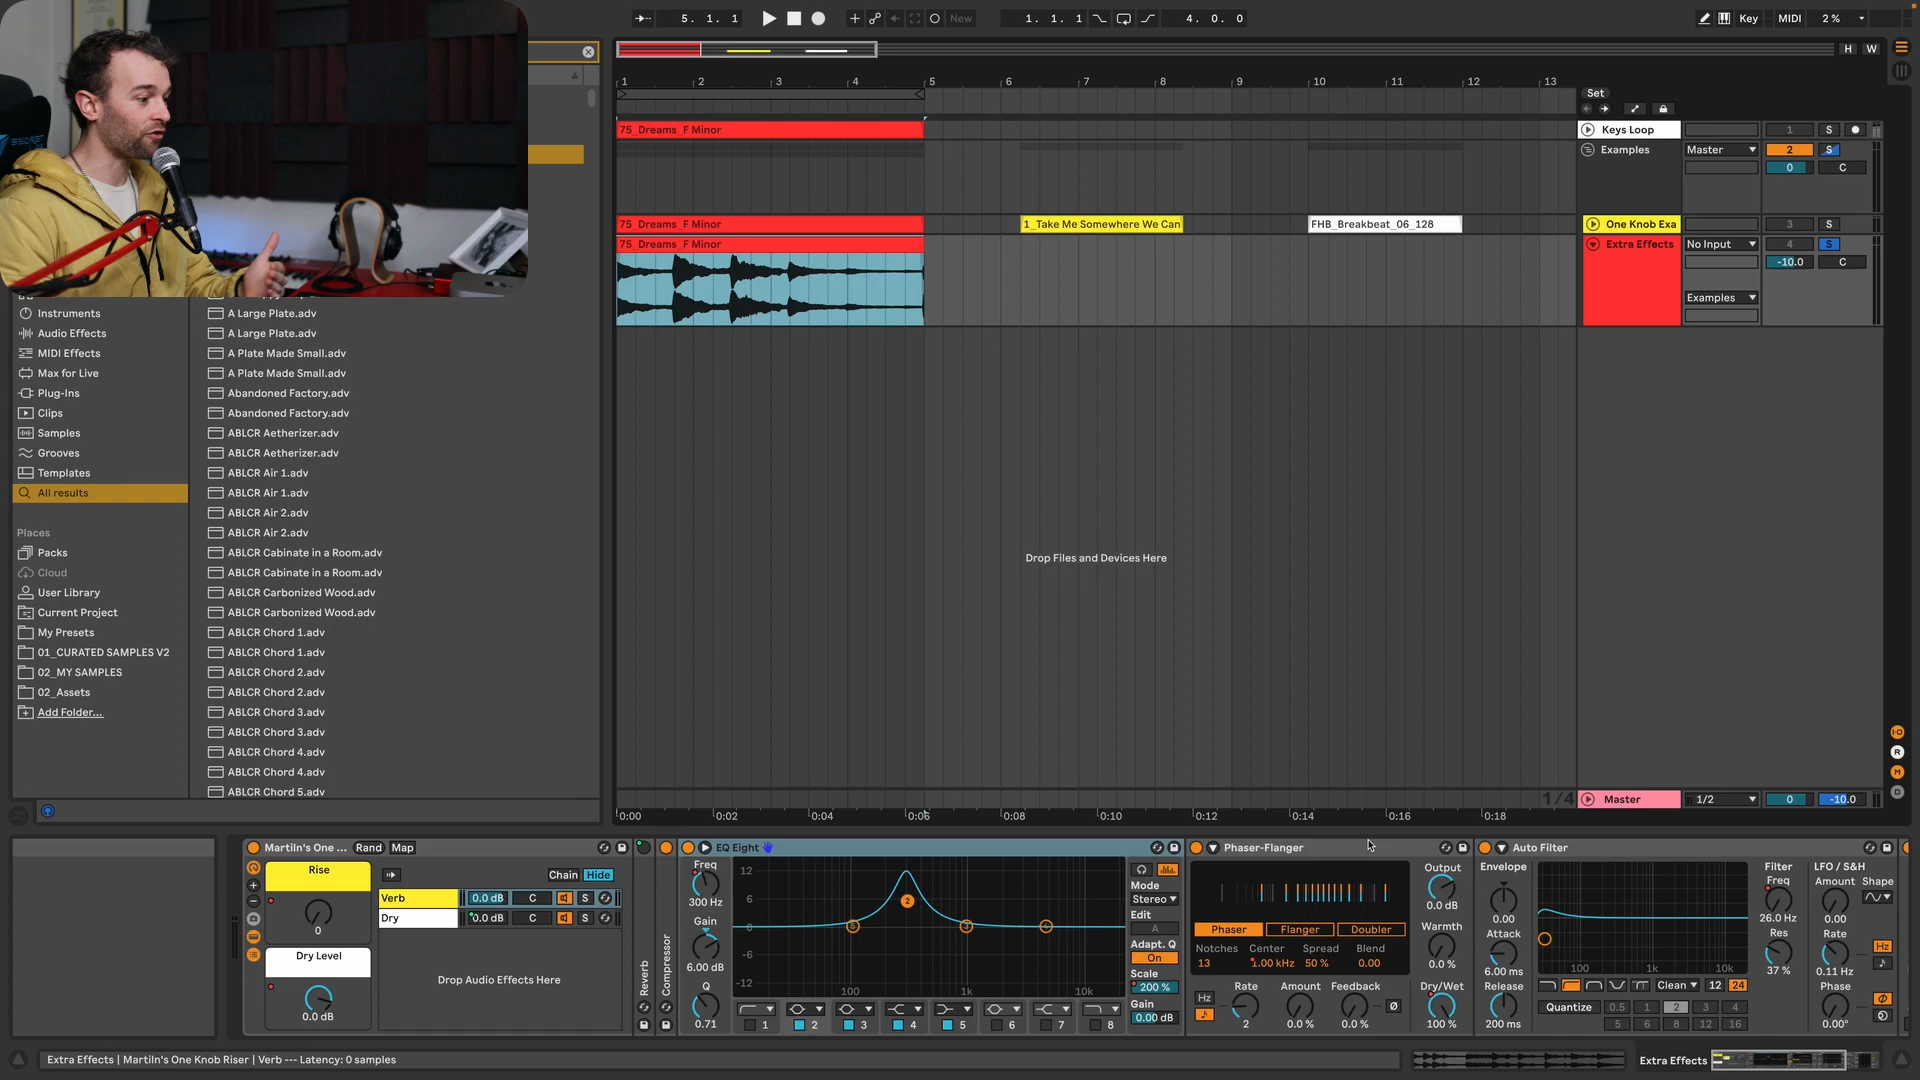 5. 1. 1
New
1. 1. 1
4. 0. 0
Key
MIDI
2 %
H
W
1 2 3 4 5 6 7 8 9 10 11 12 13
Set
75_Dreams_F Minor
Keys Loop
1
S
Examples
Master
2
S
0
C
75_Dreams_F Minor
1_Take Me Somewhere We Can
FHB_Breakbeat_06_128
One Knob Exa
3
S
75_Dreams_F Minor
Extra Effects
No Input
4
S
-10.0
C
Examples
Instruments
Audio Effects
MIDI Effects
Max for Live
Plug-Ins
Clips
Samples
Grooves
Templates
All results
Places
Packs
Cloud
User Library
Current Project
My Presets
01_CURATED SAMPLES V2
02_MY SAMPLES
02_Assets
Add Folder...
A Large Plate.adv
A Large Plate.adv
A Plate Made Small.adv
A Plate Made Small.adv
Abandoned Factory.adv
Abandoned Factory.adv
ABLCR Aetherizer.adv
ABLCR Aetherizer.adv
ABLCR Air 1.adv
ABLCR Air 1.adv
ABLCR Air 2.adv
ABLCR Air 2.adv
ABLCR Cabinate in a Room.adv
ABLCR Cabinate in a Room.adv
ABLCR Carbonized Wood.adv
ABLCR Carbonized Wood.adv
ABLCR Chord 1.adv
ABLCR Chord 1.adv
ABLCR Chord 2.adv
ABLCR Chord 2.adv
ABLCR Chord 3.adv
ABLCR Chord 3.adv
ABLCR Chord 4.adv
ABLCR Chord 4.adv
ABLCR Chord 5.adv
Drop Files and Devices Here
1/4
Master
1/2
0
-10.0
0:00 0:02 0:04 0:06 0:08 0:10 0:12 0:14 0:16 0:18
I·O
R
M
D
MartiIn's One ...
Rand
Map
Rise
0
Dry Level
0.0 dB
Chain
Hide
Verb
0.0 dB
C
S
Dry
0.0 dB
C
S
Drop Audio Effects Here
Reverb
Compressor
EQ Eight
Freq
300 Hz
Gain
6.00 dB
Q
0.71
12
6
0
-6
-12
100 1k 10k
1 2 3 4 5 6 7 8
Mode
Stereo
Edit
A
Adapt. Q
On
Scale
200 %
Gain
0.00 dB
Phaser-Flanger
Phaser
Flanger
Doubler
Notches
13
Center
1.00 kHz
Spread
50 %
Blend
0.00
Hz
Rate
2
Amount
0.0 %
Feedback
0.0 %
Ø
Output
0.0 dB
Warmth
0.0 %
Dry/Wet
100 %
Auto Filter
Envelope
0.00
Attack
6.00 ms
Release
200 ms
100 1k 10k
Clean
12
24
Quantize
0.5 1 2 3 4
5 6 8 12 16
Filter
Freq
26.0 Hz
Res
37 %
LFO / S&H
Amount
0.00
Shape
Rate
0.11 Hz
Hz
Phase
0.00°
Extra Effects | MartiIn's One Knob Riser | Verb --- Latency: 0 samples
Extra Effects